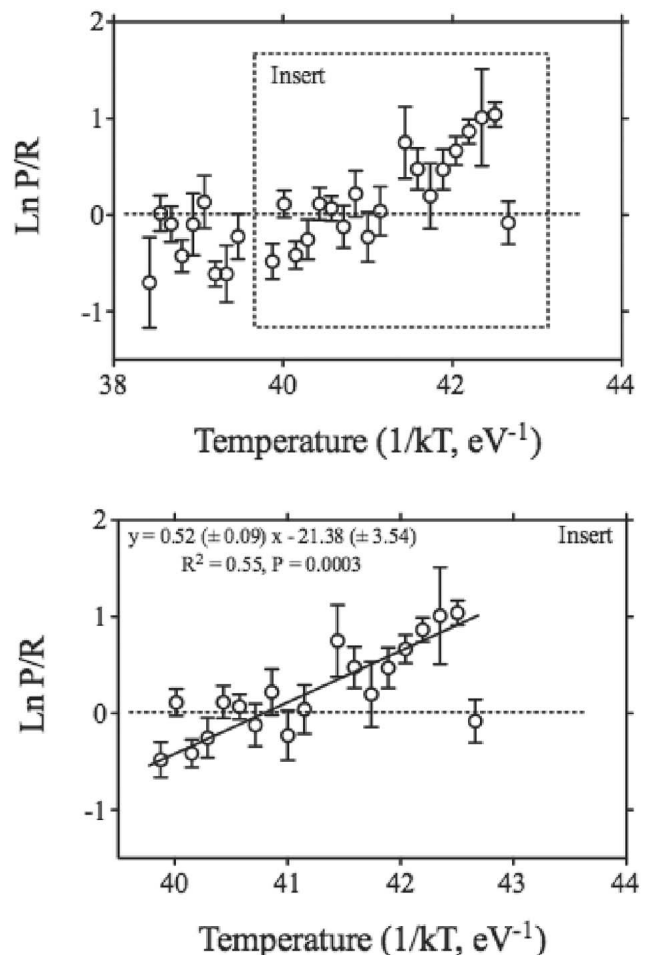 2
Insert
1
Ln P/R
0
-1
38
40
42
44
Temperature (1/kT, eV⁻¹)
2
y = 0.52 (± 0.09) x - 21.38 (± 3.54)
Insert
R² = 0.55, P = 0.0003
1
Ln P/R
0
-1
40
41
42
43
44
Temperature (1/kT, eV⁻¹)